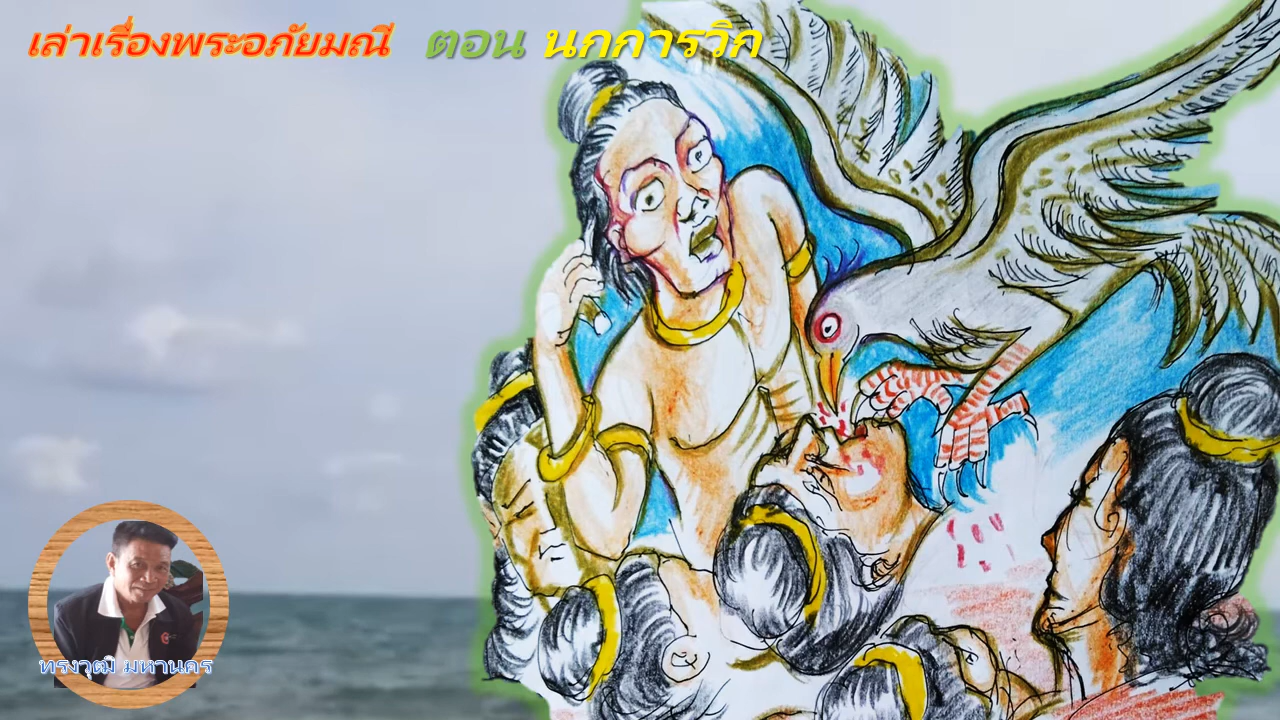 เล่าเรื่องพระอภัยมณี ตอน นกการวิก
ทรงวุฒิ มหานคร